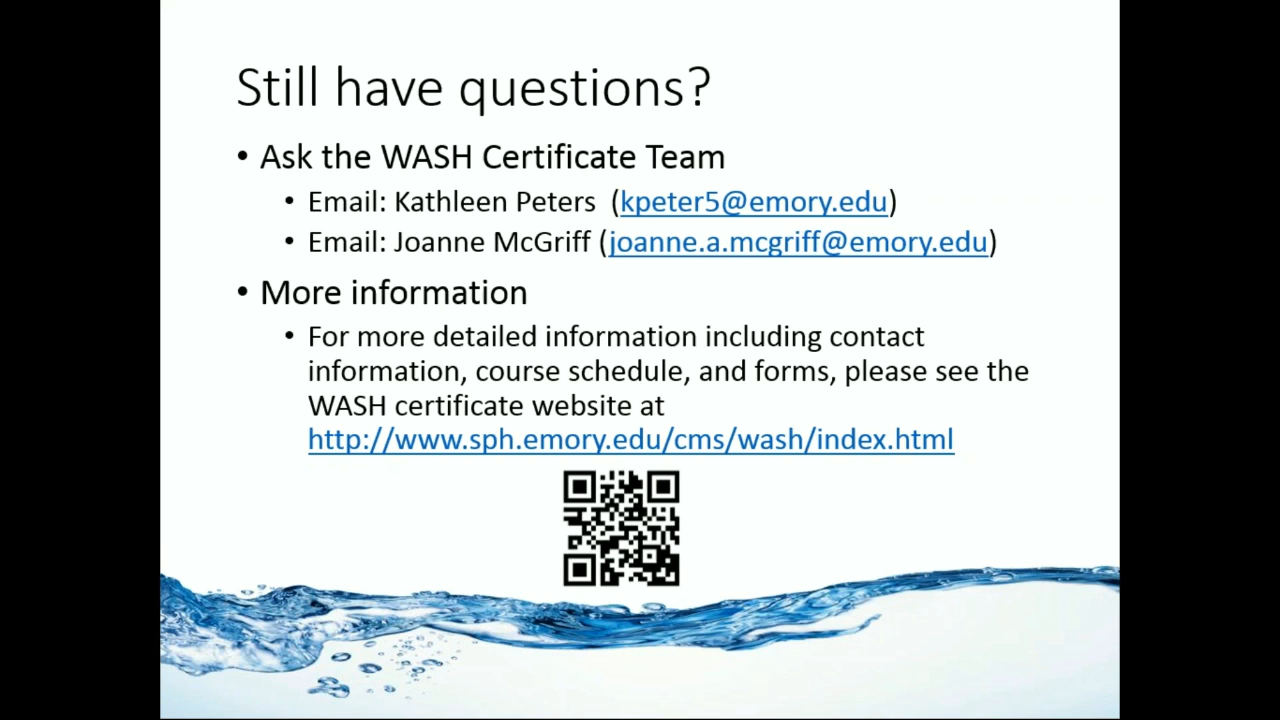 Still have questions?
• Ask the WASH Certificate Team
• Email: Kathleen Peters (kpeter5@emory.edu)
• Email: Joanne McGriff (joanne.a.mcgriff@emory.edu)
• More information
• For more detailed information including contact
information, course schedule, and forms, please see the
WASH certificate website at
http://www.sph.emory.edu/cms/wash/index.html